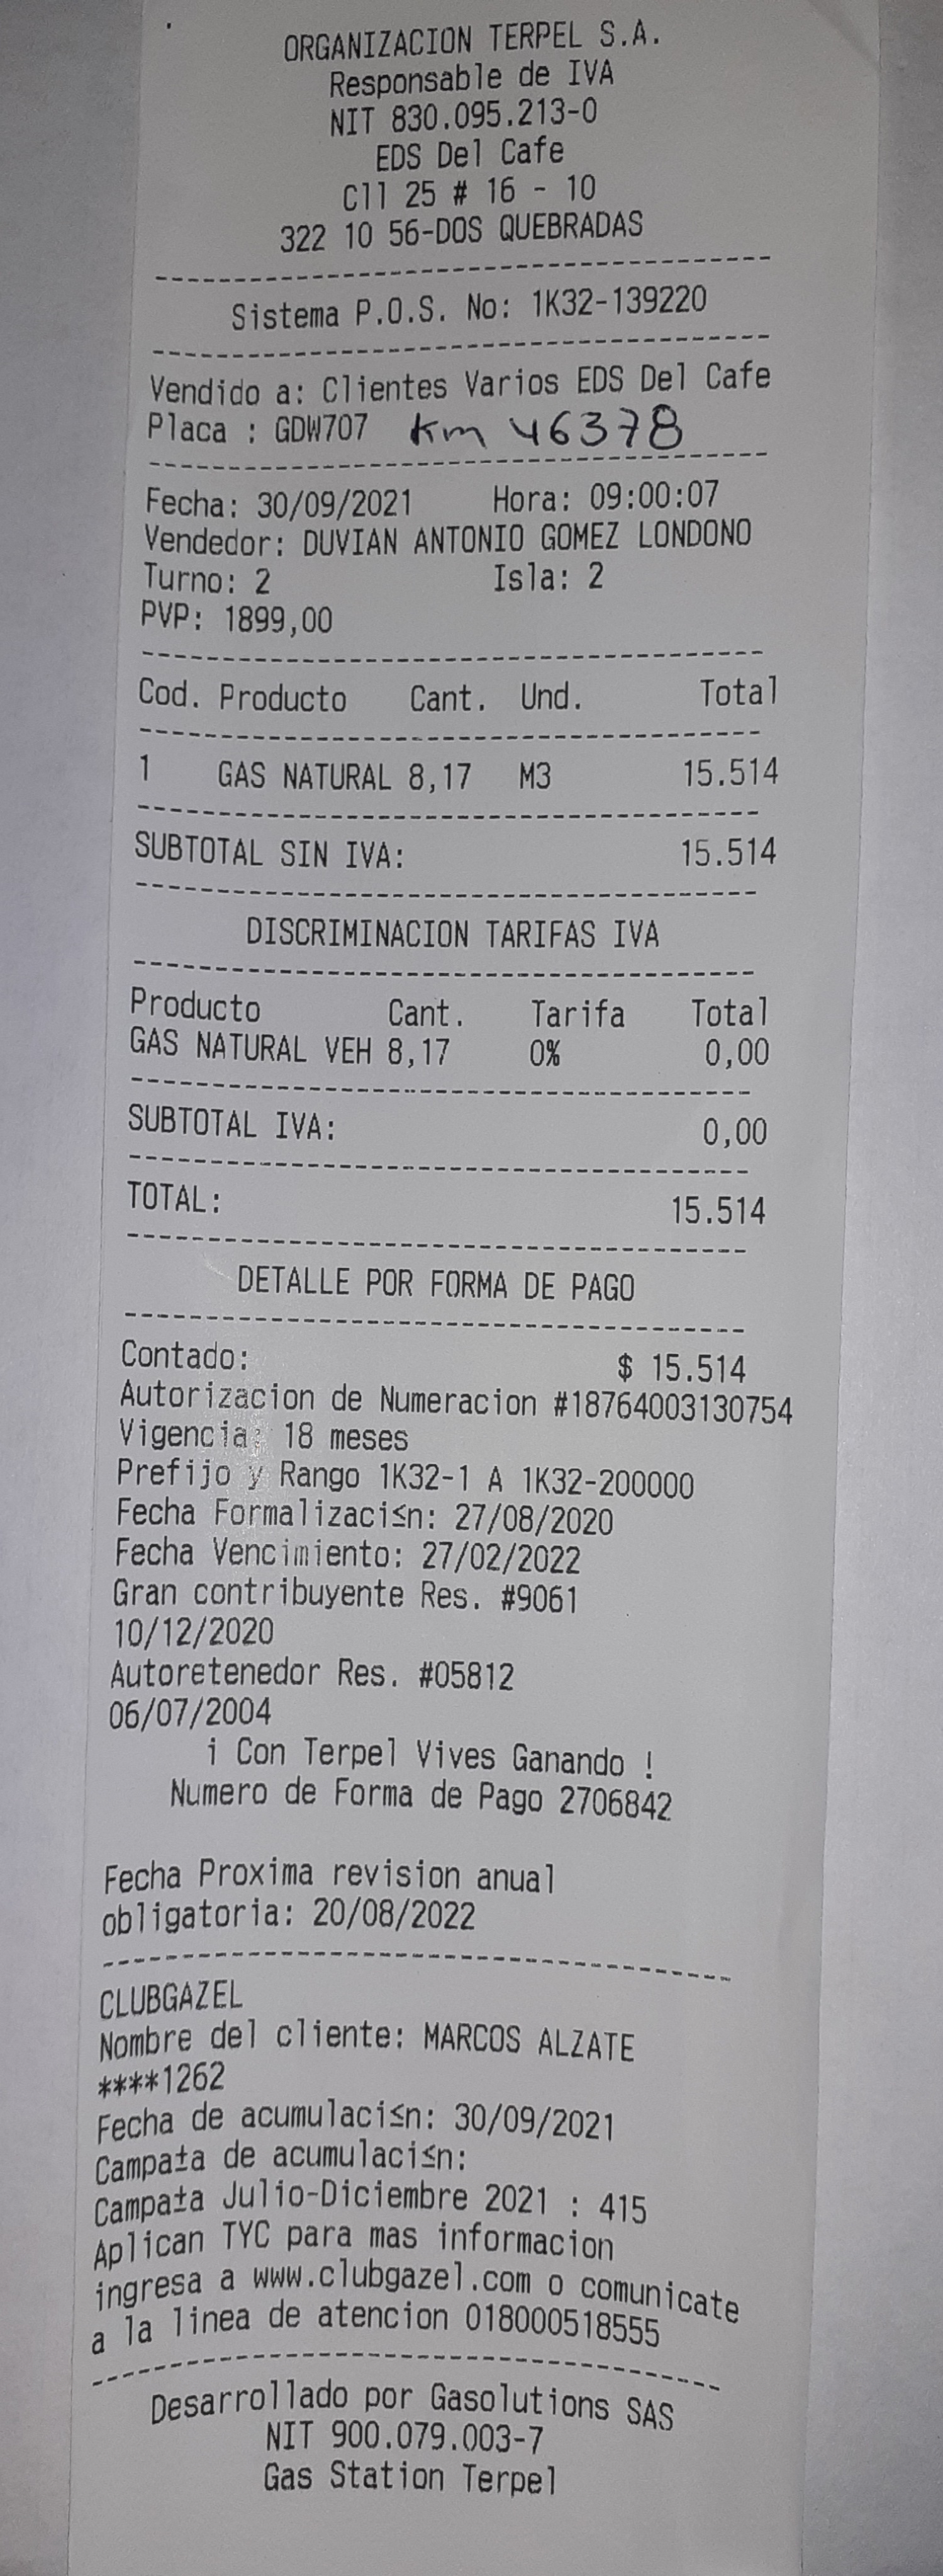 ORGANIZACION TERPEL S.A.
Responsable de IVA
NIT 830.095.213-0
EDS Del Cafe
Cll 25 # 16 - 10
322 10 56-DOS QUEBRADAS
Sistema P.O.S. No: 1K32-139220
Vendido a: Clientes Varios EDS Del Cafe
Placa : GDW707 Km 46378
Fecha: 30/09/2021 Hora: 09:00:07
Vendedor: DUVIAN ANTONIO GOMEZ LONDONO
Turno: 2 Isla: 2
PVP: 1899,00
Cod. Producto Cant. Und. Total
1 GAS NATURAL 8,17 M3 15.514
SUBTOTAL SIN IVA: 15.514
DISCRIMINACION TARIFAS IVA
Producto Cant. Tarifa Total
GAS NATURAL VEH 8,17 0% 0,00
SUBTOTAL IVA: 0,00
TOTAL: 15.514
DETALLE POR FORMA DE PAGO
Contado: $ 15.514
Autorizacion de Numeracion #18764003130754
Vigencia: 18 meses
Prefijo y Rango 1K32-1 A 1K32-200000
Fecha Formalizaci≤n: 27/08/2020
Fecha Vencimiento: 27/02/2022
Gran contribuyente Res. #9061
10/12/2020
Autoretenedor Res. #05812
06/07/2004
¡ Con Terpel Vives Ganando !
Numero de Forma de Pago 2706842
Fecha Proxima revision anual
obligatoria: 20/08/2022
CLUBGAZEL
Nombre del cliente: MARCOS ALZATE
****1262
Fecha de acumulaci≤n: 30/09/2021
Campa±a de acumulaci≤n:
Campa±a Julio-Diciembre 2021 : 415
Aplican TYC para mas informacion
ingresa a www.clubgazel.com o comunicate
a la linea de atencion 018000518555
Desarrollado por Gasolutions SAS
NIT 900.079.003-7
Gas Station Terpel